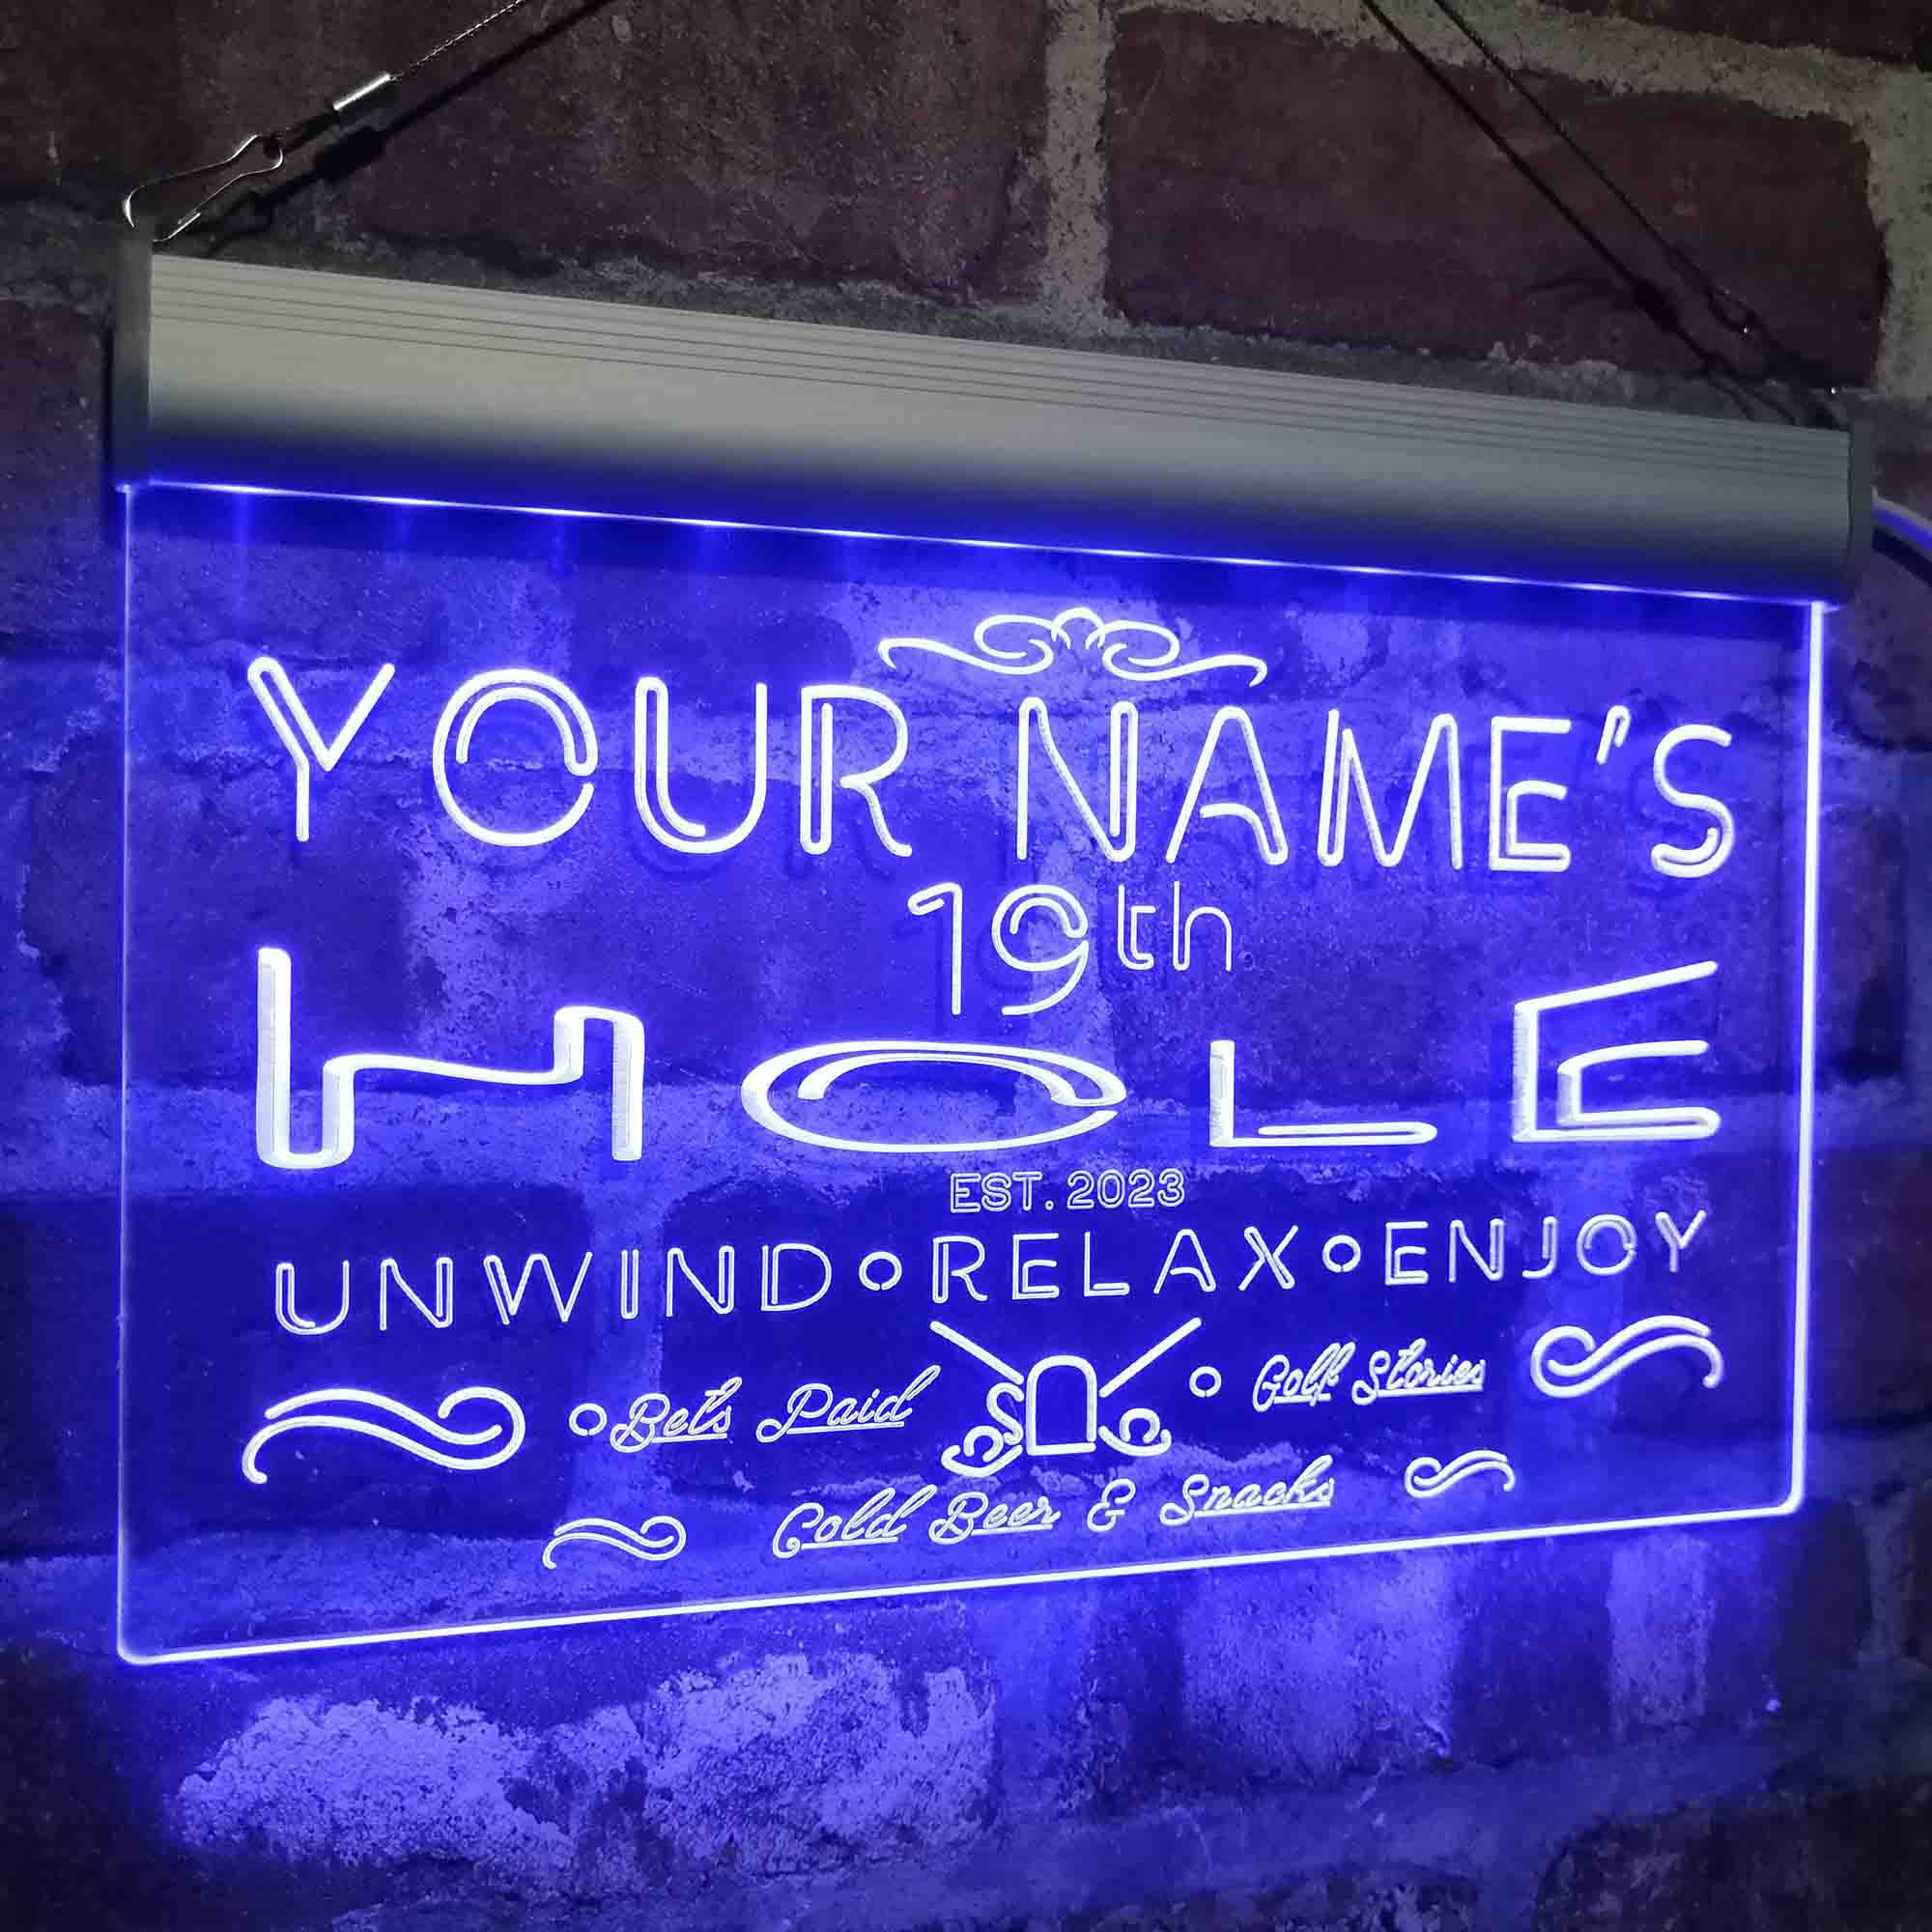 YOUR NAME'S
19th
HOLE
EST. 2023
UNWIND•RELAX•ENJOY
Bets Paid Golf Stories
Cold Beer & Snacks